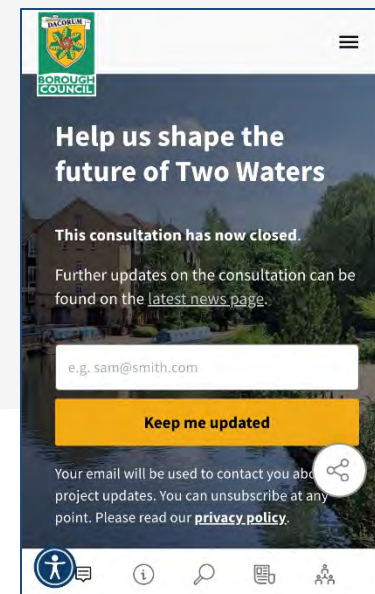 DACORUM
BOROUGH
COUNCIL
Help us shape the
future of Two Waters
This consultation has now closed.
Further updates on the consultation can be
found on the latest news page.
e.g. sam@smith.com
Keep me updated
Your email will be used to contact you
project updates. You can unsubscribe at any
point. Please read our privacy policy.